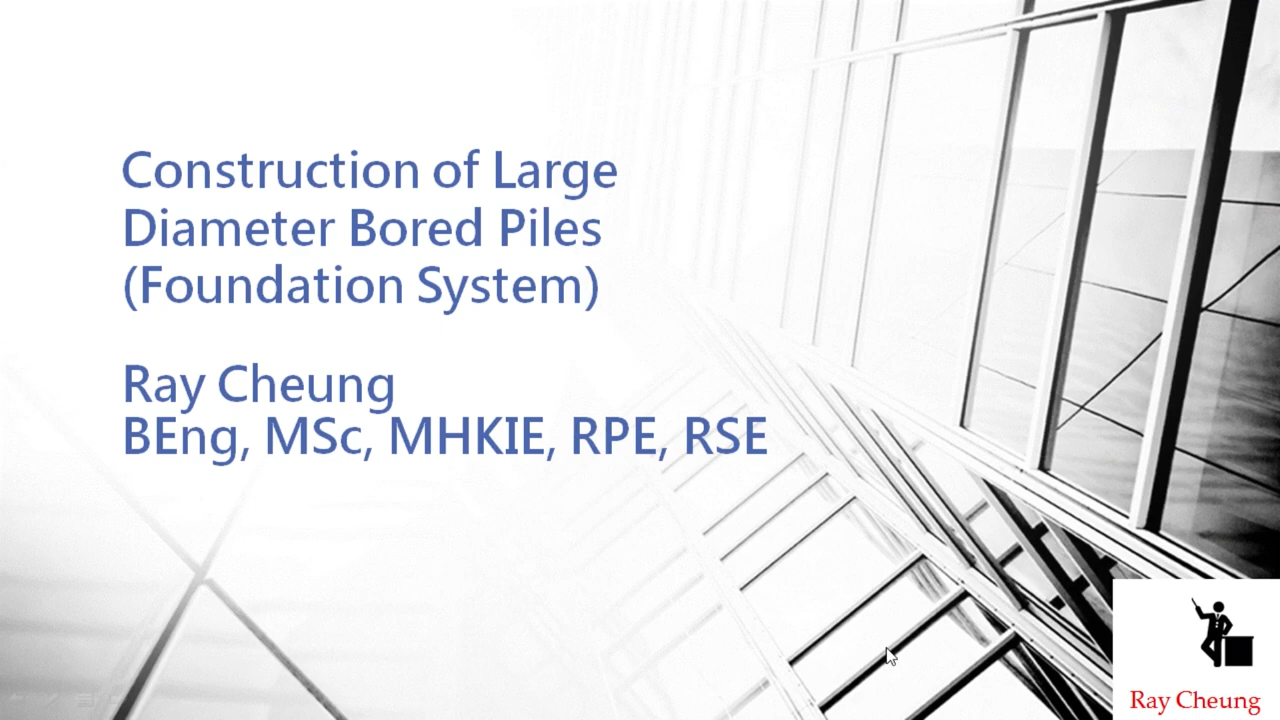 Construction of Large
Diameter Bored Piles
(Foundation System)
Ray Cheung
BEng, MSc, MHKIE, RPE, RSE
Ray Cheung